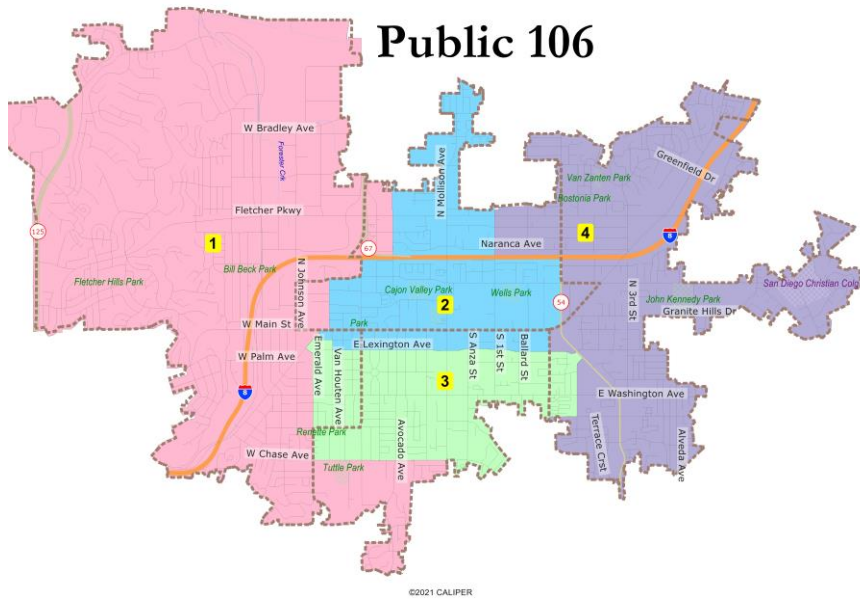 Public 106
W Bradley Ave
Forester Crk
N Mollison Ave
Greenfield Dr
Van Zanten Park
Bostonia Park
Fletcher Pkwy
125
1
67
4
Naranca Ave
8
Bill Beck Park
Fletcher Hills Park
N Johnson Ave
Cajon Valley Park
Wells Park
2
54
N 3rd St
John Kennedy Park
San Diego Christian Colg
Granite Hills Dr
W Main St
Park
E Lexington Ave
S Anza St
S 1st St
Ballard St
W Palm Ave
Emerald Ave
Van Houten Ave
3
8
E Washington Ave
Avocado Ave
Terrace Crst
Alveda Ave
Renette Park
W Chase Ave
Tuttle Park
©2021 CALIPER